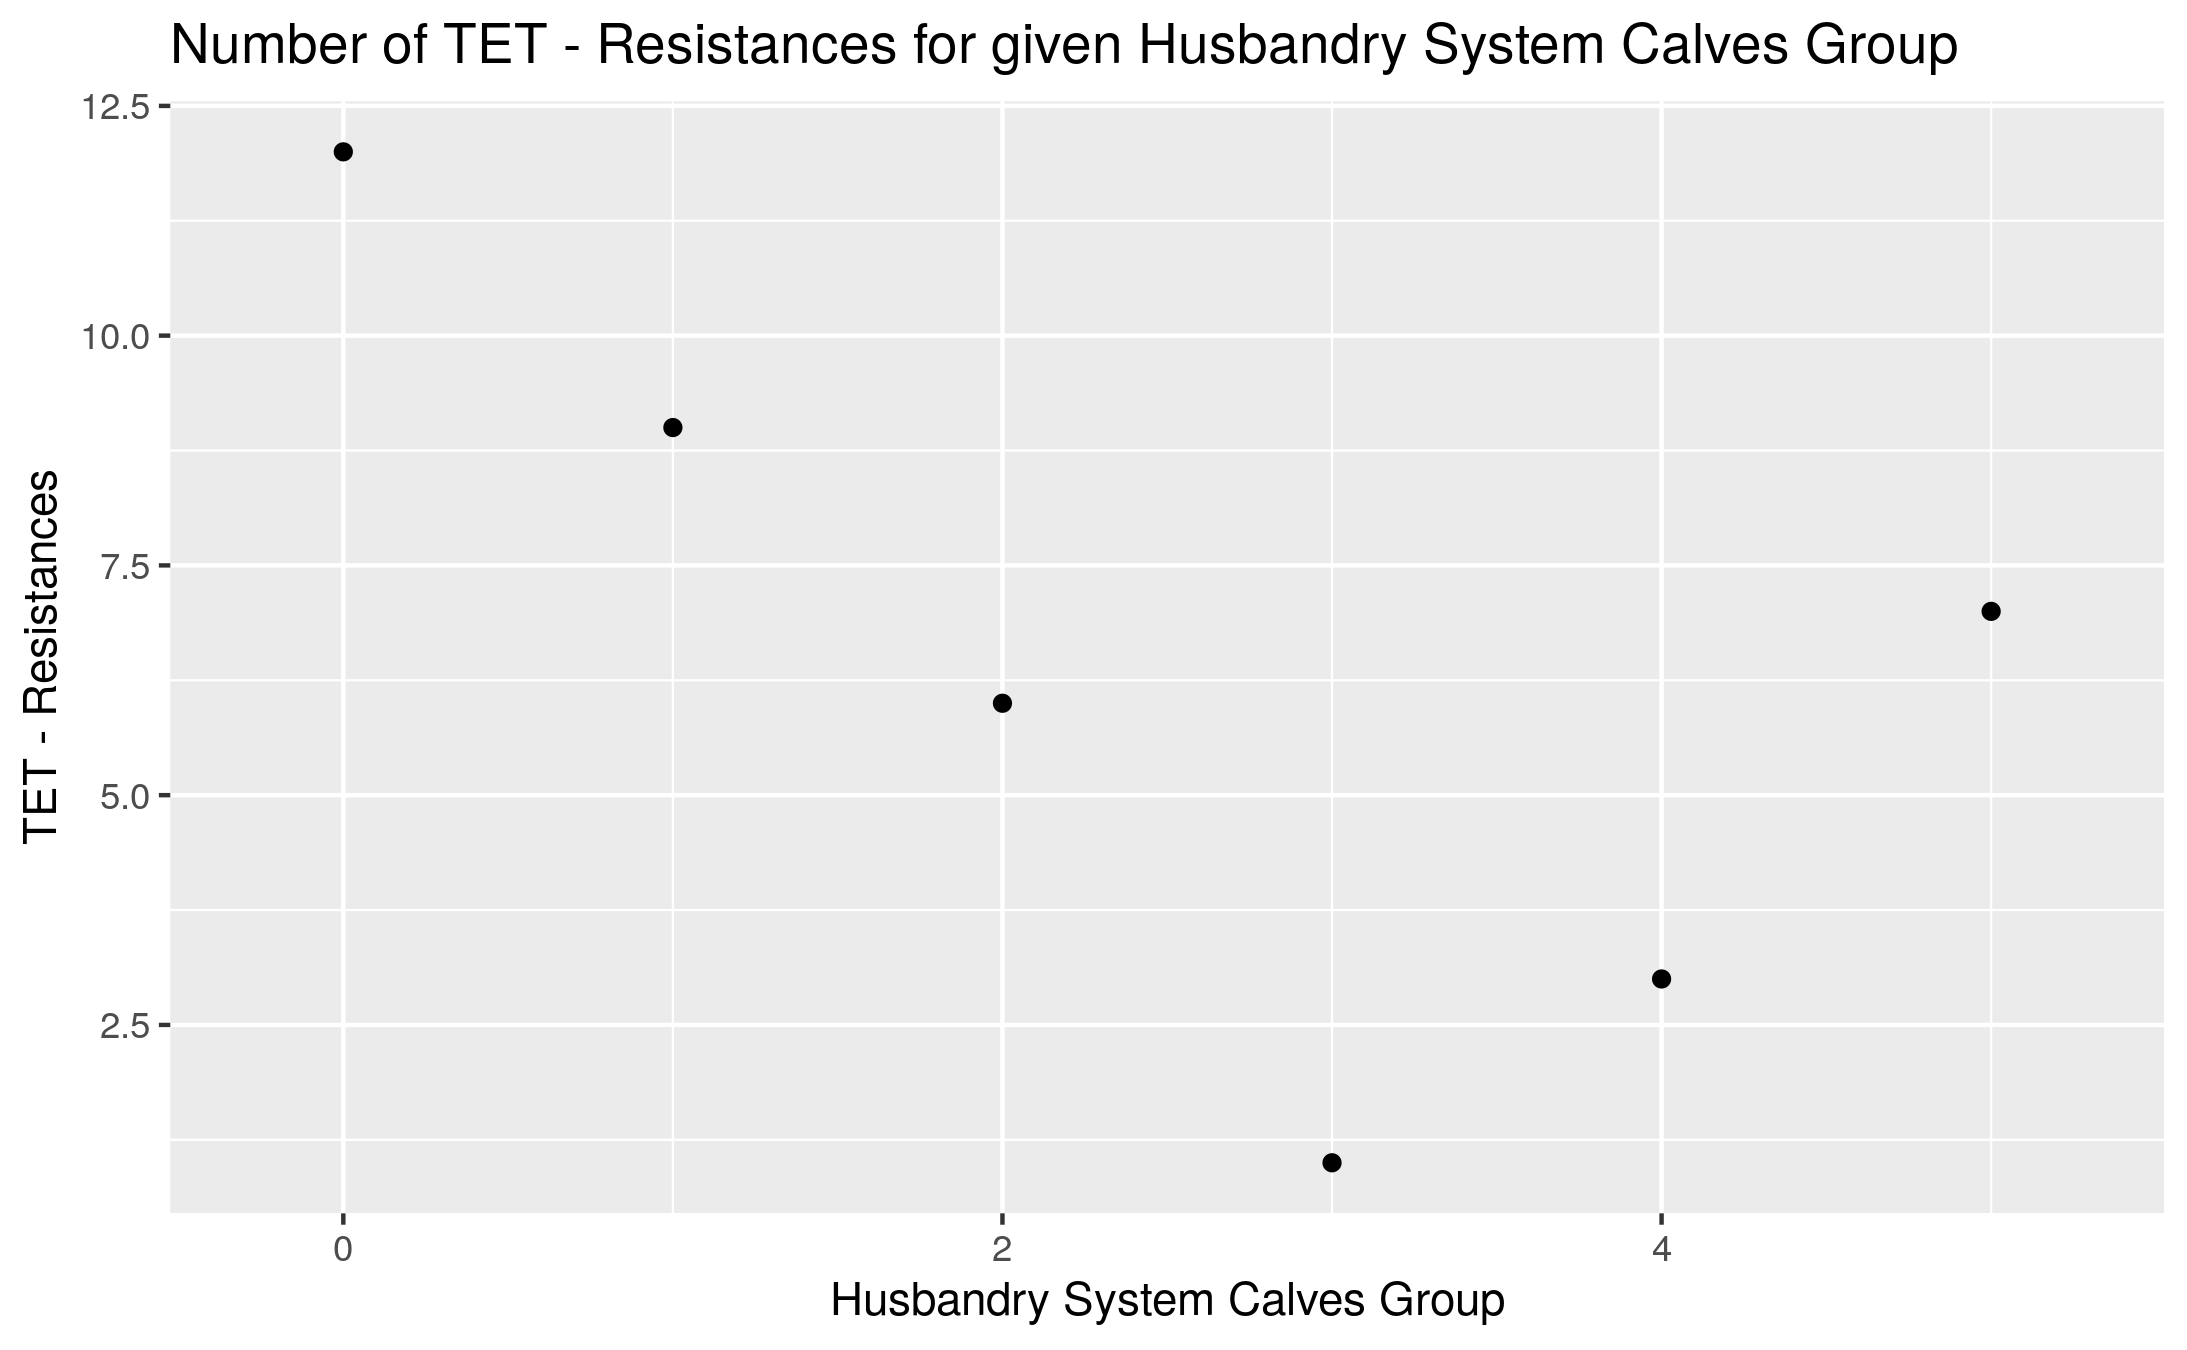 Number of TET - Resistances for given Husbandry System Calves Group
12.5
10.0
7.5
5.0
2.5
TET - Resistances
0 2 4
Husbandry System Calves Group